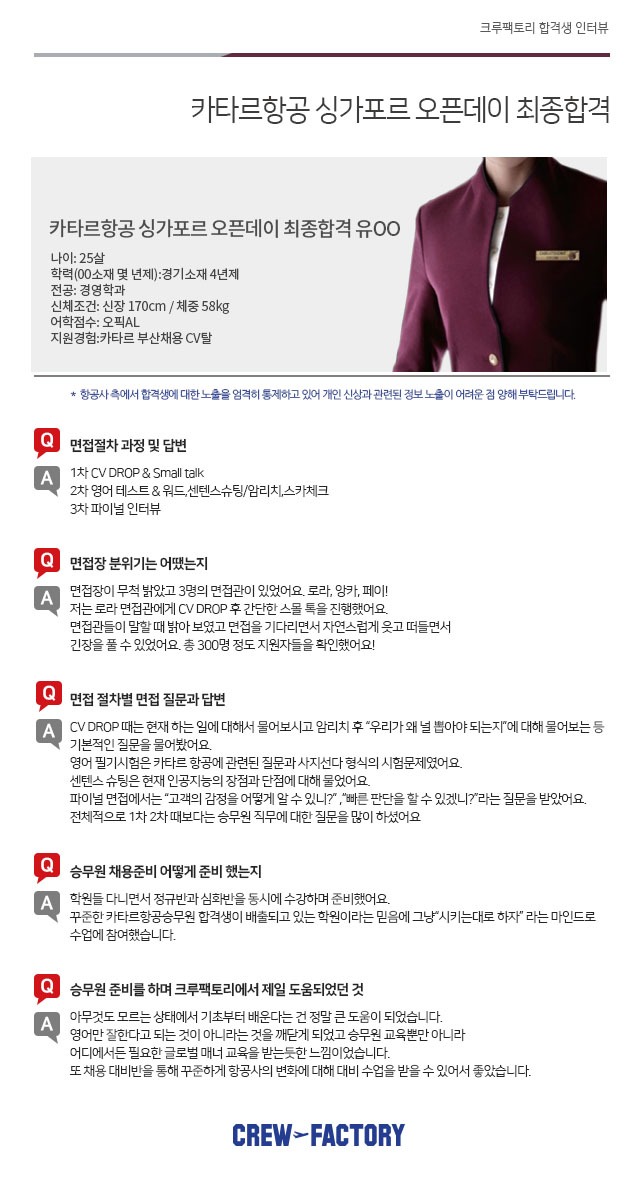 크루팩토리 합격생 인터뷰
카타르항공 싱가포르 오픈데이 최종합격
카타르항공 싱가포르 오픈데이 최종합격 유OO
나이: 25살
학력(00소재 몇 년제):경기소재 4년제
전공: 경영학과
신체조건: 신장 170cm / 체중 58kg
어학점수: 오픽AL
지원경험:카타르 부산채용 CV탈
* 항공사 측에서 합격생에 대한 노출을 엄격히 통제하고 있어 개인 신상과 관련된 정보 노출이 어려운 점 양해 부탁드립니다.
Q 면접절차 과정 및 답변
A 1차 CV DROP & Small talk
2차 영어 테스트 & 워드,센텐스슈팅/암리치,스카체크
3차 파이널 인터뷰
Q 면접장 분위기는 어땠는지
A 면접장이 무척 밝았고 3명의 면접관이 있었어요. 로라, 앙카, 페이!
저는 로라 면접관에게 CV DROP 후 간단한 스몰 톡을 진행했어요.
면접관들이 말할 때 밝아 보였고 면접을 기다리면서 자연스럽게 웃고 떠들면서
긴장을 풀 수 있었어요. 총 300명 정도 지원자들을 확인했어요!
Q 면접 절차별 면접 질문과 답변
A CV DROP 때는 현재 하는 일에 대해서 물어보시고 암리치 후 “우리가 왜 널 뽑아야 되는지”에 대해 물어보는 등
기본적인 질문을 물어봤어요.
영어 필기시험은 카타르 항공에 관련된 질문과 사지선다 형식의 시험문제였어요.
센텐스 슈팅은 현재 인공지능의 장점과 단점에 대해 물었어요.
파이널 면접에서는 “고객의 감정을 어떻게 알 수 있니?” ,“빠른 판단을 할 수 있겠니?”라는 질문을 받았어요.
전체적으로 1차 2차 때보다는 승무원 직무에 대한 질문을 많이 하셨어요
Q 승무원 채용준비 어떻게 준비 했는지
A 학원들 다니면서 정규반과 심화반을 동시에 수강하며 준비했어요.
꾸준한 카타르항공승무원 합격생이 배출되고 있는 학원이라는 믿음에 그냥“시키는대로 하자” 라는 마인드로
수업에 참여했습니다.
Q 승무원 준비를 하며 크루팩토리에서 제일 도움되었던 것
A 아무것도 모르는 상태에서 기초부터 배운다는 건 정말 큰 도움이 되었습니다.
영어만 잘한다고 되는 것이 아니라는 것을 깨닫게 되었고 승무원 교육뿐만 아니라
어디에서든 필요한 글로벌 매너 교육을 받는듯한 느낌이었습니다.
또 채용 대비반을 통해 꾸준하게 항공사의 변화에 대해 대비 수업을 받을 수 있어서 좋았습니다.
CREW FACTORY